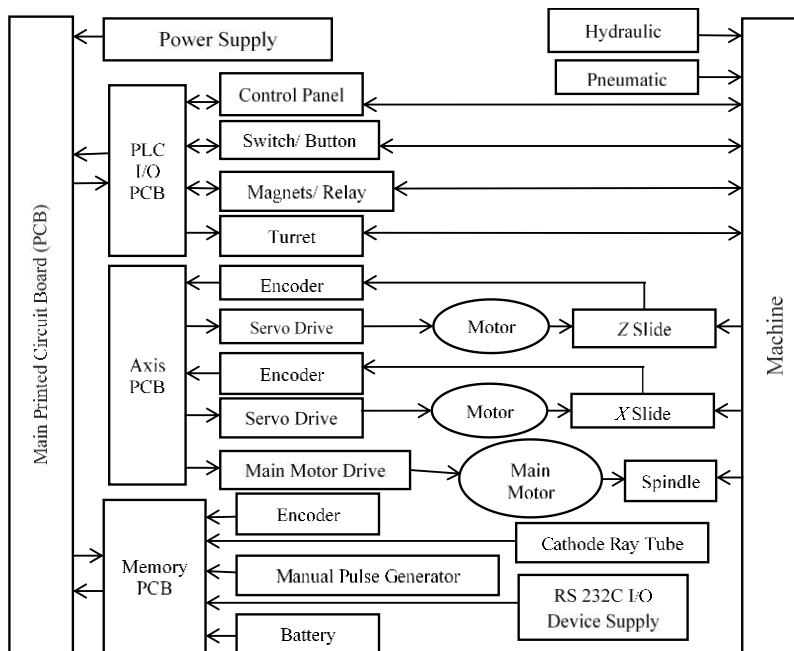 Main Printed Circuit Board (PCB)
Power Supply
Hydraulic
Pneumatic
Machine
PLC
I/O
PCB
Control Panel
Switch/ Button
Magnets/ Relay
Turret
Axis
PCB
Encoder
Servo Drive
Motor
Z Slide
Encoder
Servo Drive
Motor
X Slide
Main Motor Drive
Main
Motor
Spindle
Memory
PCB
Encoder
Cathode Ray Tube
Manual Pulse Generator
RS 232C I/O
Device Supply
Battery